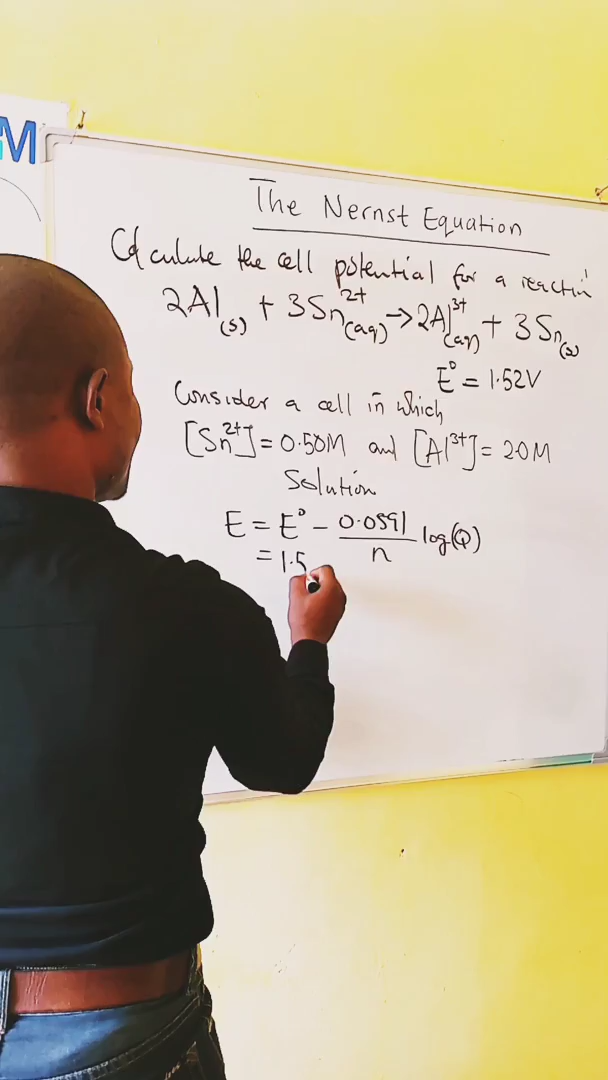 M
The Nernst Equation
Calculate the cell potential for a reactin
2Al(s) + 3Sn²⁺(aq) → 2Al³⁺(aq) + 3Sn(s)
E° = 1.52V
Consider a cell in which
[Sn²⁺] = 0.50M and [Al³⁺] = 2.0M
Solution
E = E° - 0.0591/n log(Q)
= 1.5